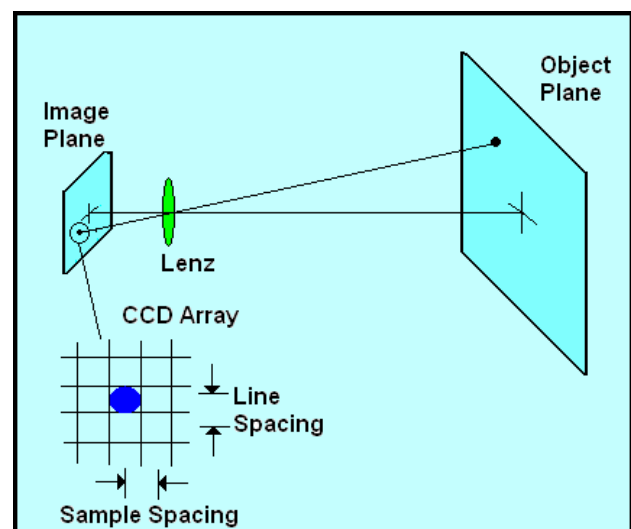 Object
Plane
Image
Plane
Lenz
CCD Array
Line
Spacing
Sample Spacing